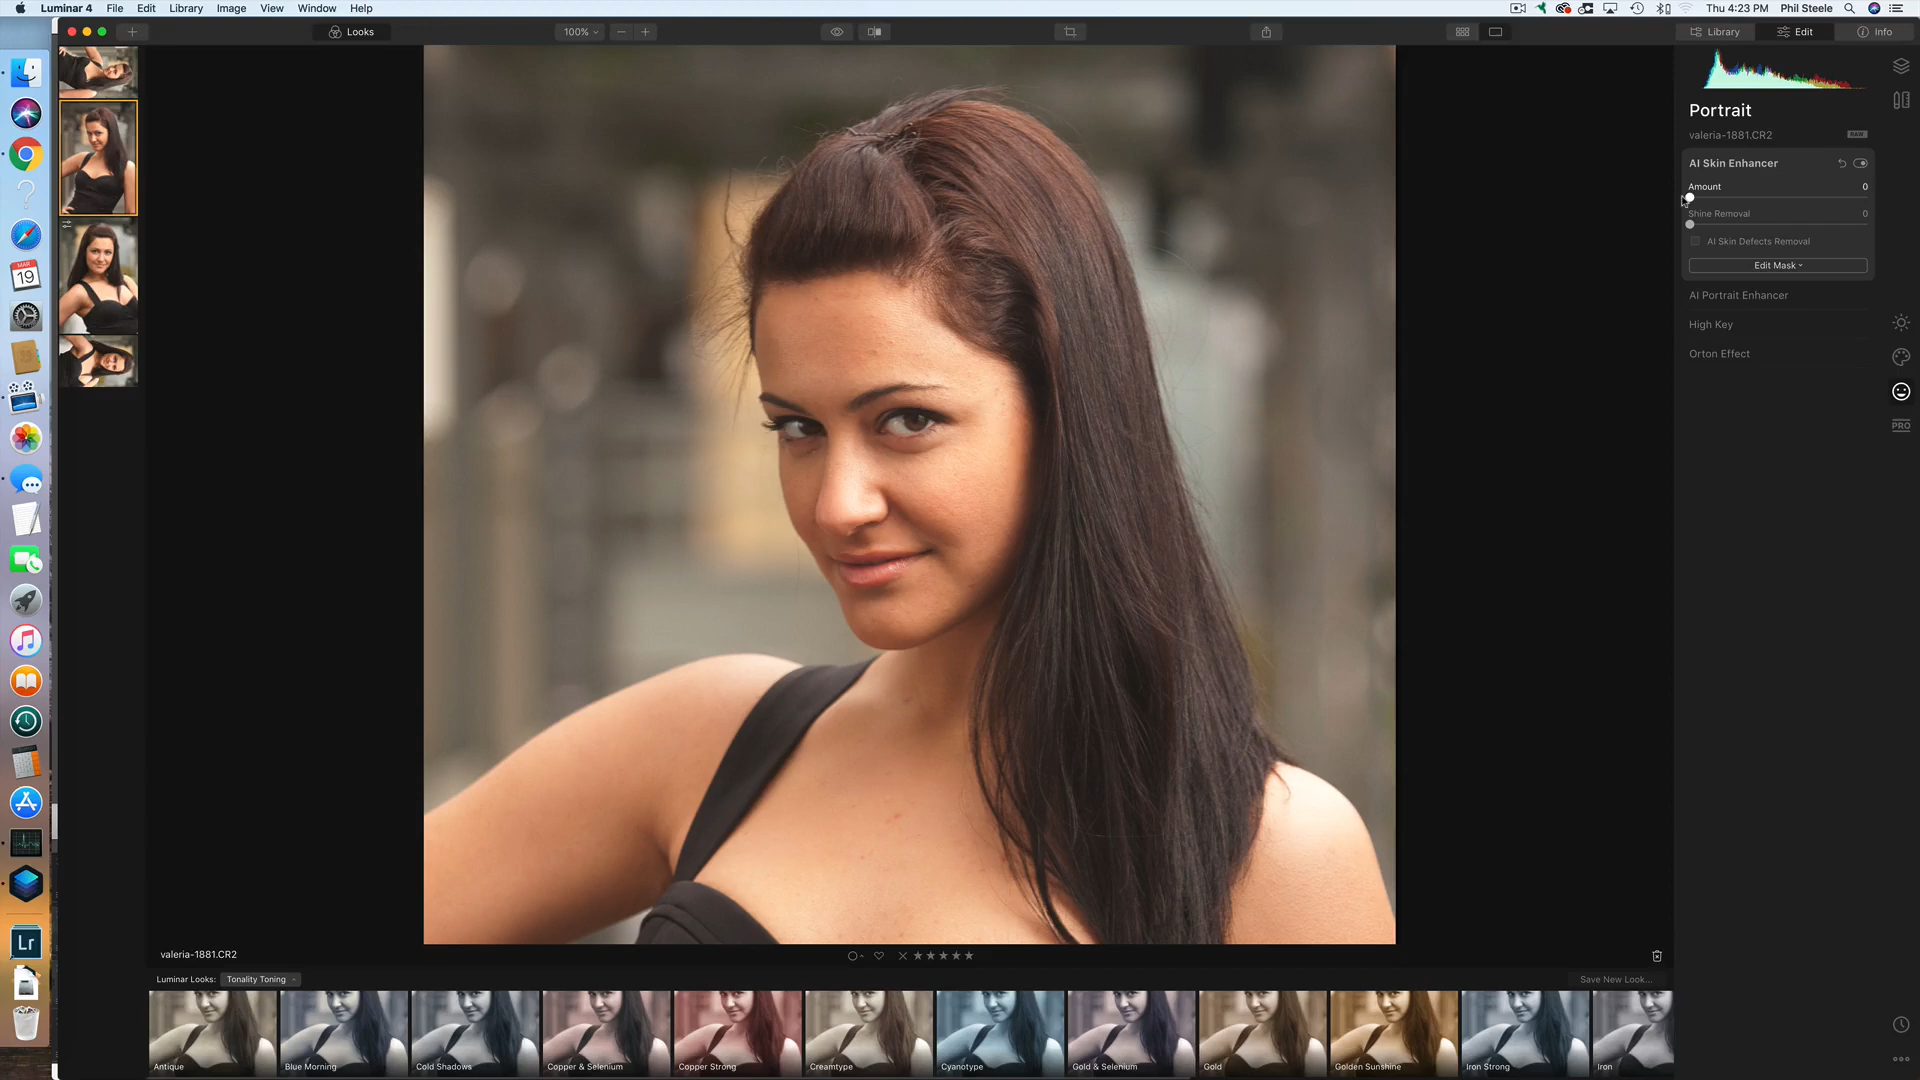 Luminar 4 File Edit Library Image View Window Help Thu 4:23 PM Phil Steele
Looks 100% Library Edit Info
Portrait
valeria-1881.CR2 RAW
AI Skin Enhancer
Amount 0
Shine Removal 0
AI Skin Defects Removal
Edit Mask
AI Portrait Enhancer
High Key
Orton Effect
PRO
MAR
19
Lr
valeria-1881.CR2
Luminar Looks: Tonality Toning Save New Look...
Antique Blue Morning Cold Shadows Copper & Selenium Copper Strong Creamtype Cyanotype Gold & Selenium Gold Golden Sunshine Iron Strong Iron